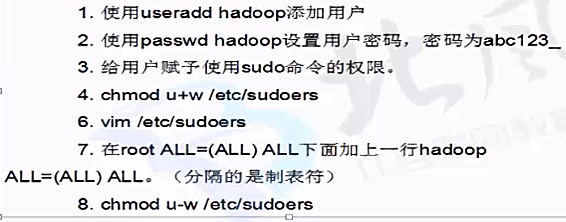 1. 使用useradd hadoop添加用户
2. 使用passwd hadoop设置用户密码，密码为abc123_
3. 给用户赋予使用sudo命令的权限。
4. chmod u+w /etc/sudoers
6. vim /etc/sudoers
7. 在root ALL=(ALL) ALL下面加上一行hadoop
ALL=(ALL) ALL。（分隔的是制表符）
8. chmod u-w /etc/sudoers